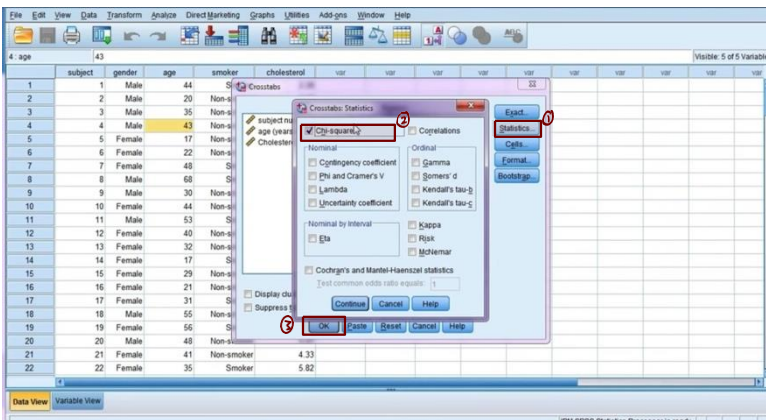 File Edit View Data Transform Analyze Direct Marketing Graphs Utilities Add-ons Window Help
4 : age 43 Visible: 5 of 5 Variable
subject gender age smoker cholesterol var var var var var var var var
1 1 Male 44
2 2 Male 20 Non-s
3 3 Male 35 Non-s
4 4 Male 43 Non-s
5 5 Female 17 Non-s
6 6 Female 22 Non-s
7 7 Female 48
8 8 Male 68
9 9 Male 30 Non-s
10 10 Female 44 Non-s
11 11 Male 53
12 12 Female 40 Non-s
13 13 Female 32 Non-s
14 14 Female 17
15 15 Female 29 Non-s
16 16 Female 21 Non-s
17 17 Female 31
18 18 Male 55 Non-s
19 19 Female 56
20 20 Male 48 Non-s
21 21 Female 41 Non-smoker 4.33
22 22 Female 35 Smoker 5.82
Crosstabs
subject nu
age (years
Cholester
Display clu
Suppress t
Exact...
Statistics... 1
Cells...
Format...
Bootstrap...
Crosstabs: Statistics
2
Chi-square Correlations
Nominal Ordinal
Contingency coefficient Gamma
Phi and Cramer's V Somers' d
Lambda Kendall's tau-b
Uncertainty coefficient Kendall's tau-c
Nominal by Interval Kappa
Eta Risk
McNemar
Cochran's and Mantel-Haenszel statistics
Test common odds ratio equals: 1
Continue Cancel Help
3 OK Paste Reset Cancel Help
Data View Variable View